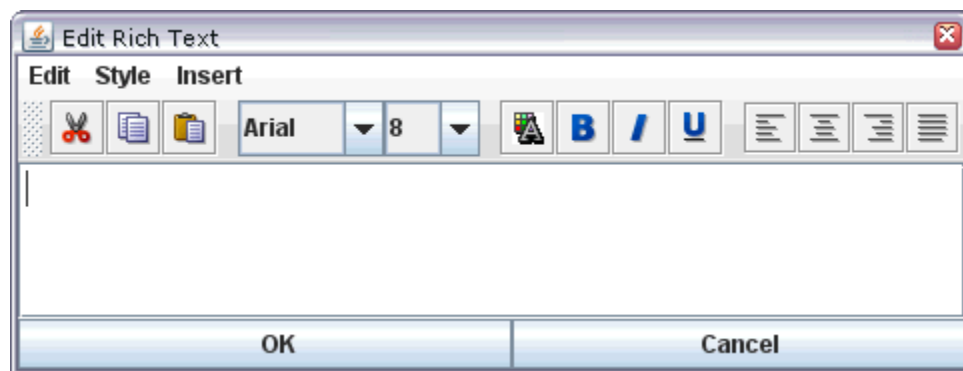 Edit Rich Text
Edit Style Insert
Arial 8 A B I U
OK Cancel